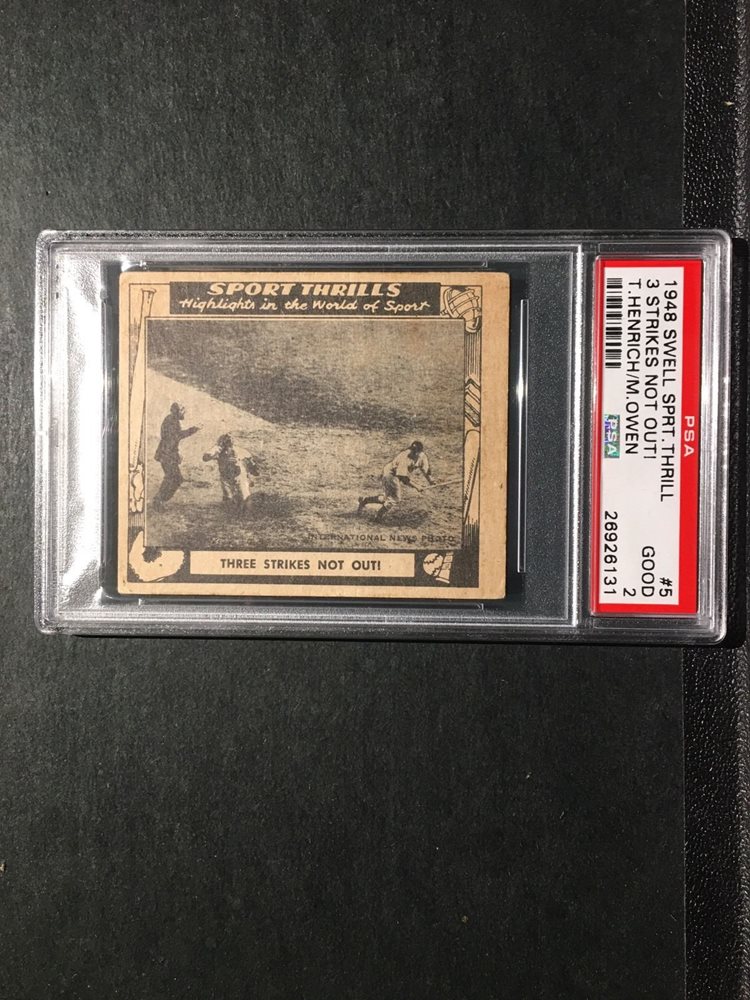 SPORT THRILLS
Highlights in the World of Sport
INTERNATIONAL NEWS PHOTO
THREE STRIKES NOT OUT!
PSA
1948 SWELL SPRT. THRILL #5
3 STRIKES NOT OUT! GOOD
T.HENRICH/M.OWEN 2
PSA 26926131